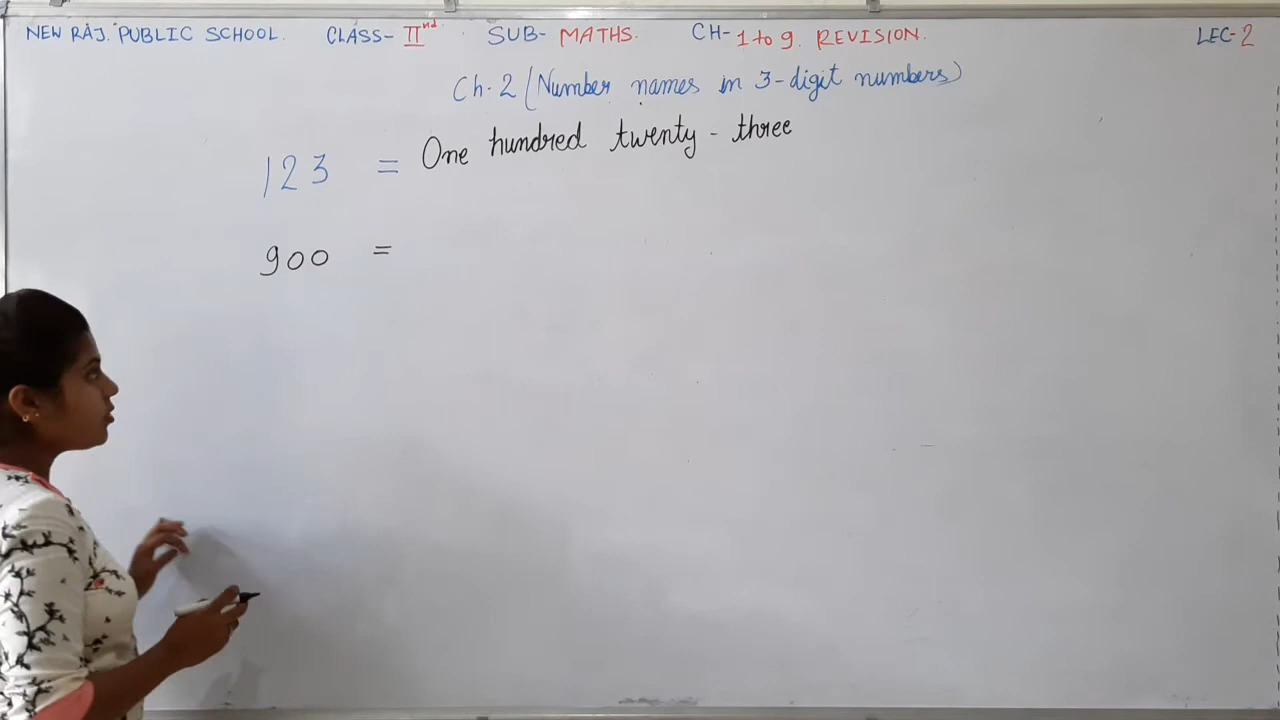 NEW RAJ. PUBLIC SCHOOL. CLASS- IInd SUB- MATHS. CH- 1 to 9. REVISION. LEC-2
Ch. 2 (Number names in 3-digit numbers)
123 = One hundred twenty - three
900 =